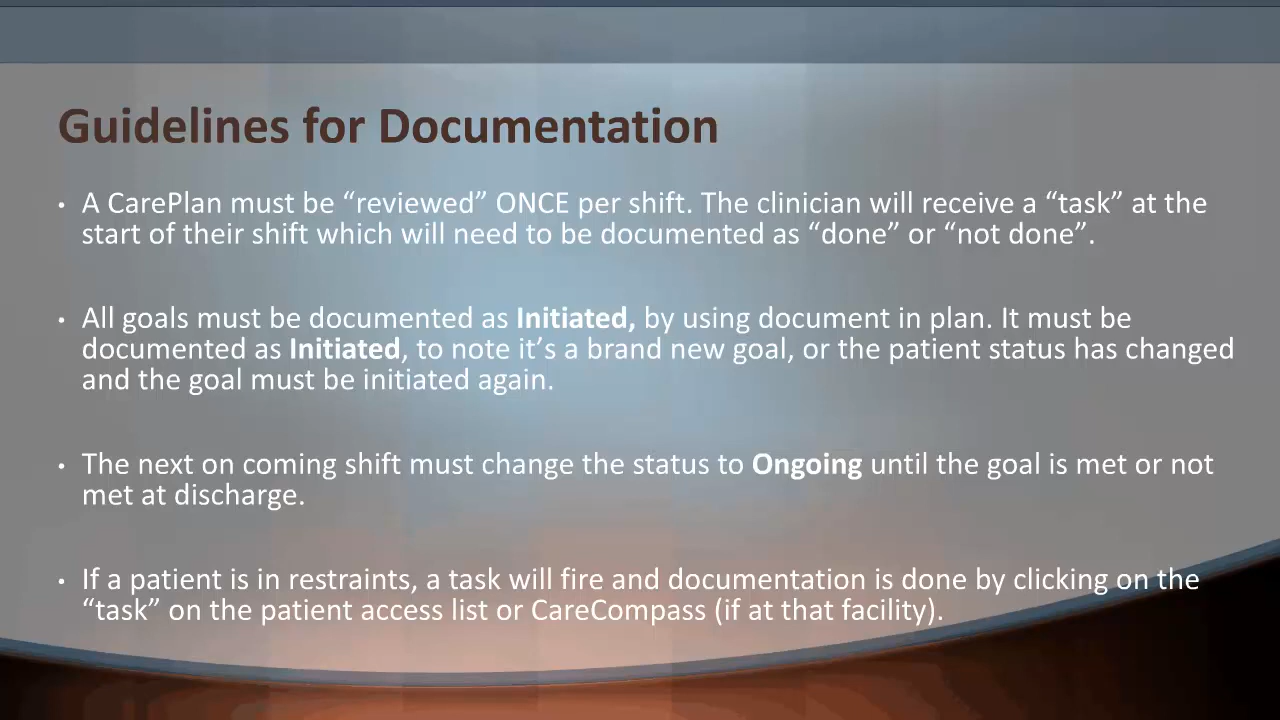 Guidelines for Documentation
• A CarePlan must be “reviewed” ONCE per shift. The clinician will receive a “task” at the
start of their shift which will need to be documented as “done” or “not done”.
• All goals must be documented as Initiated, by using document in plan. It must be
documented as Initiated, to note it’s a brand new goal, or the patient status has changed
and the goal must be initiated again.
• The next on coming shift must change the status to Ongoing until the goal is met or not
met at discharge.
• If a patient is in restraints, a task will fire and documentation is done by clicking on the
“task” on the patient access list or CareCompass (if at that facility).